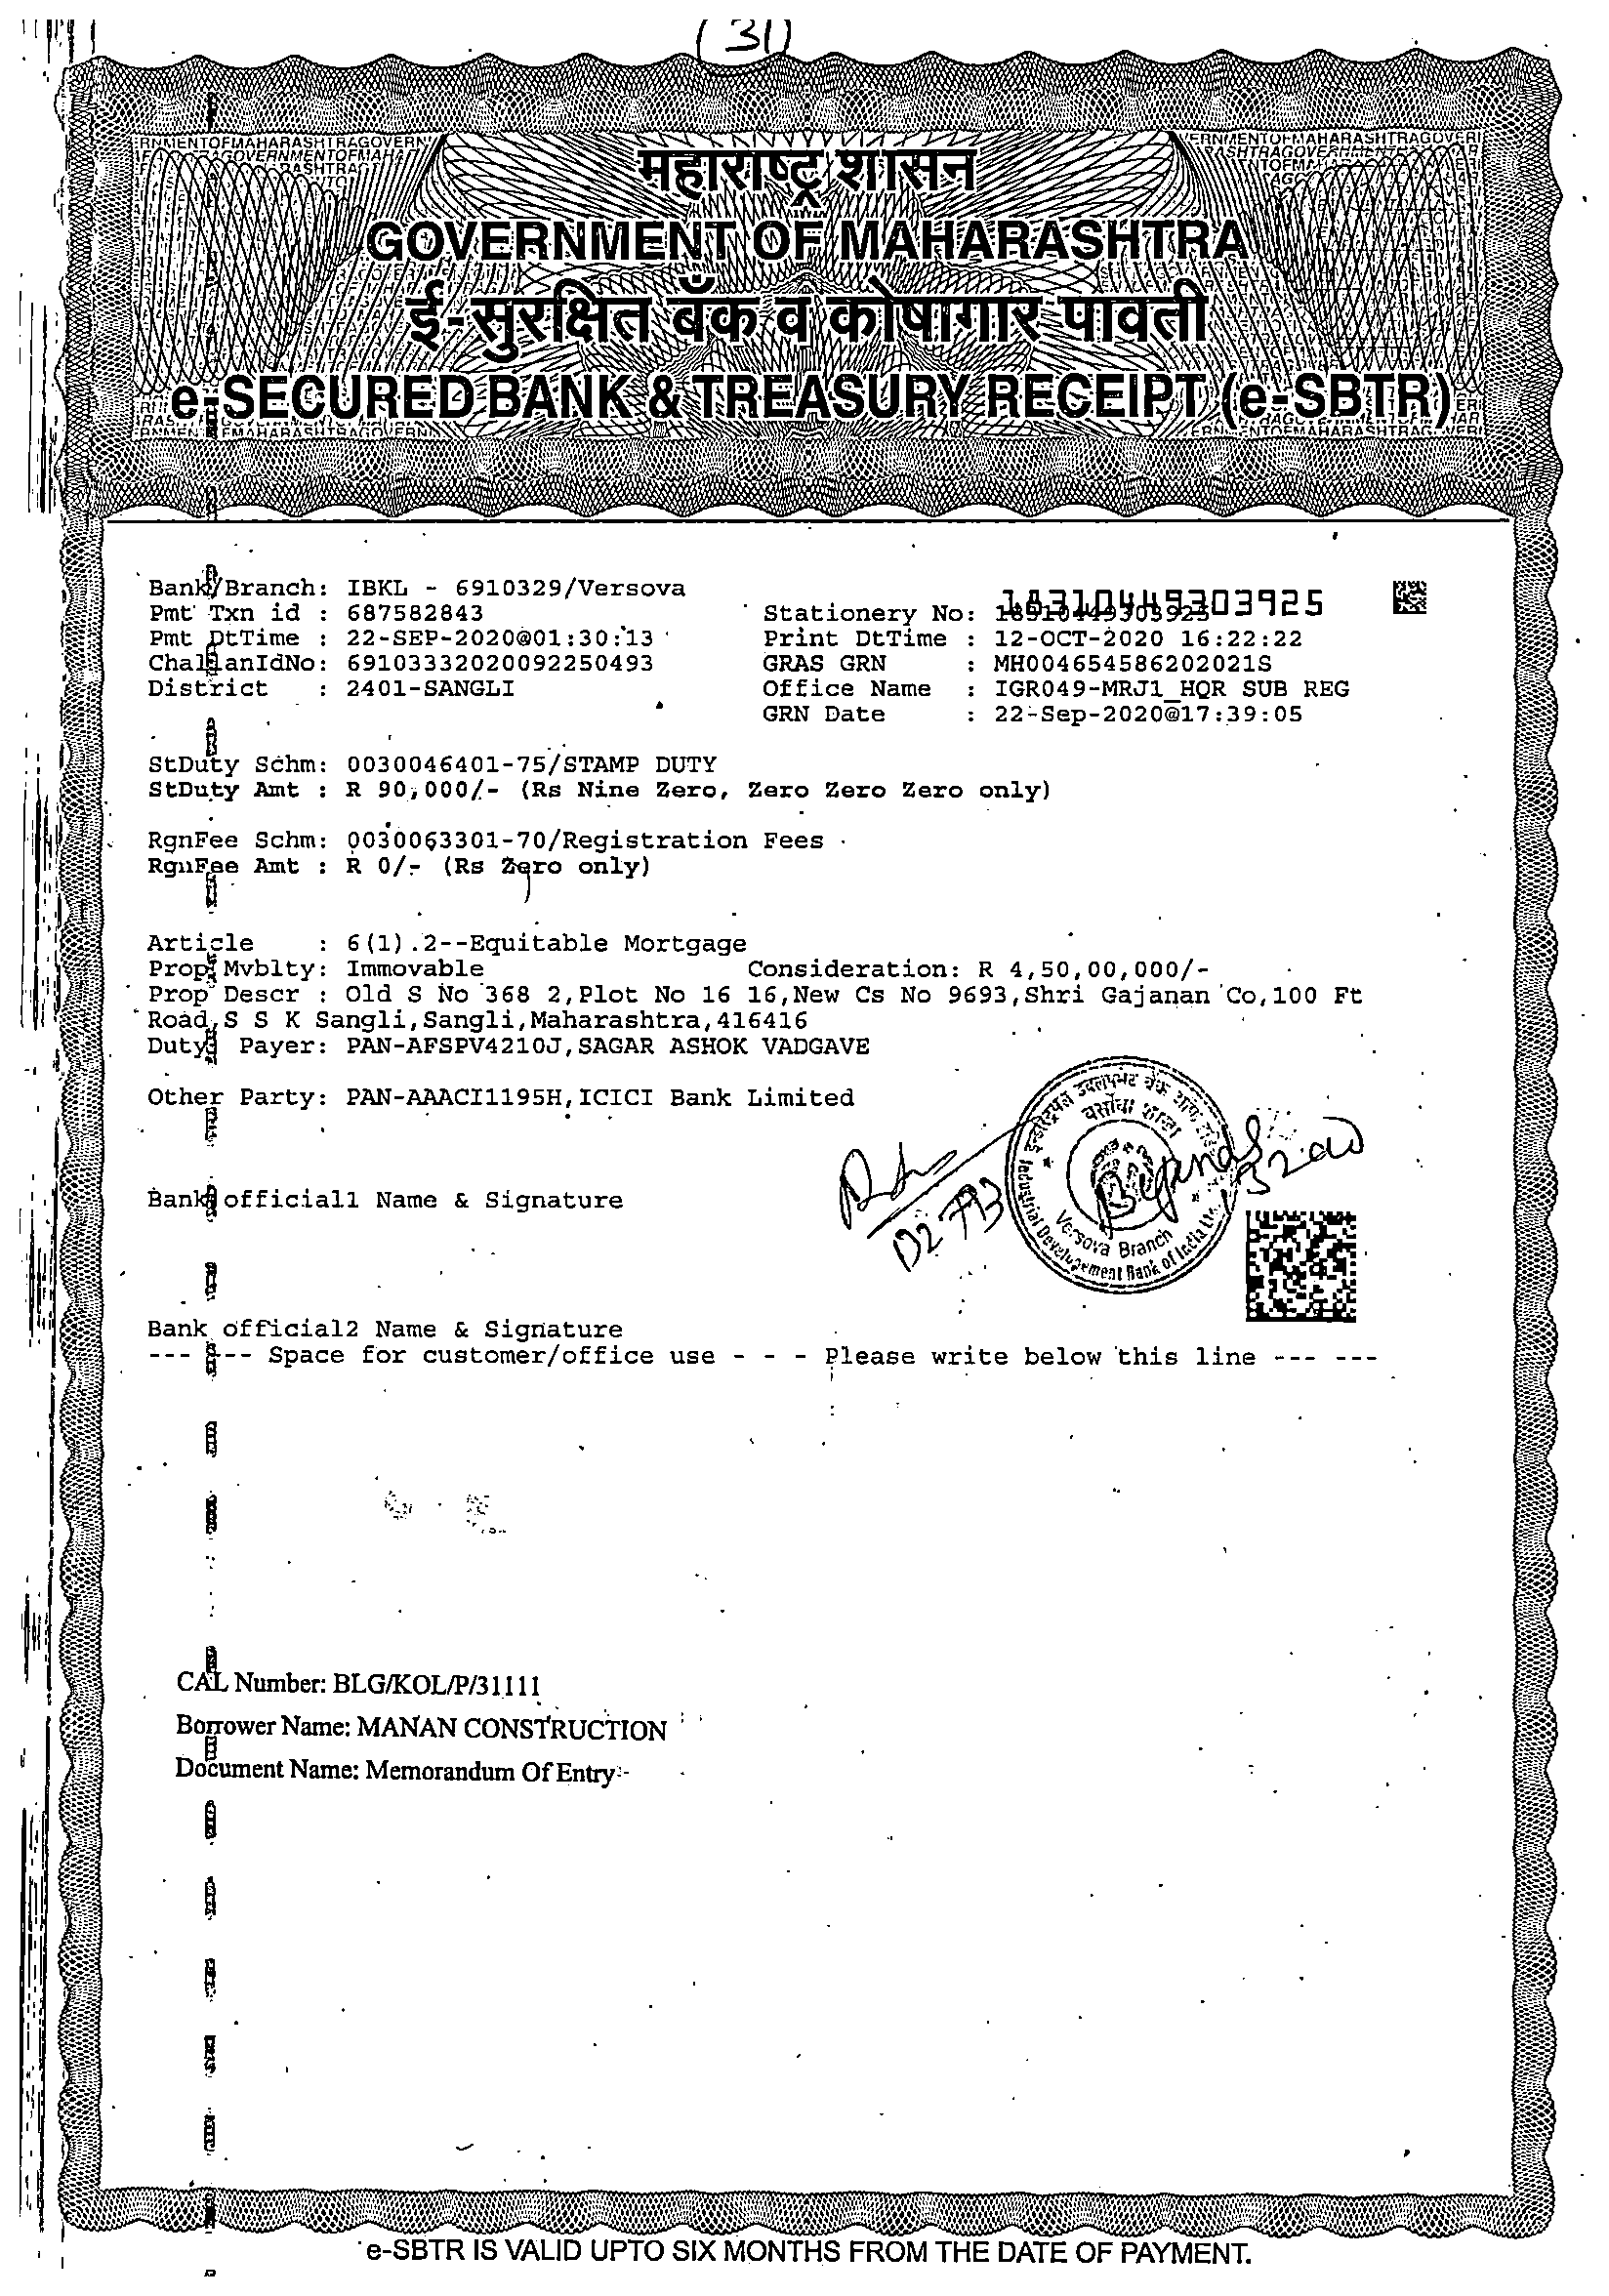 (31)
महाराष्ट्र शासन
GOVERNMENT OF MAHARASHTRA
ई-सुरक्षित बँक व कोषागार पावती
e-SECURED BANK & TREASURY RECEIPT (e-SBTR)
Bank/Branch: IBKL - 6910329/Versova
18310449303925
Pmt Txn id : 687582843 Stationery No: 18310449303925
Pmt DtTime : 22-SEP-2020@01:30:13 Print DtTime : 12-OCT-2020 16:22:22
ChallanIdNo: 69103332020092250493 GRAS GRN : MH004654586202021S
District : 2401-SANGLI Office Name : IGR049-MRJ1_HQR SUB REG
GRN Date : 22-Sep-2020@17:39:05
StDuty Schm: 0030046401-75/STAMP DUTY
StDuty Amt : R 90,000/- (Rs Nine Zero, Zero Zero Zero only)
RgnFee Schm: 0030063301-70/Registration Fees
RgnFee Amt : R 0/- (Rs Zero only)
Article : 6(1).2--Equitable Mortgage
Prop Mvblty: Immovable Consideration: R 4,50,00,000/-
Prop Descr : Old S No 368 2,Plot No 16 16,New Cs No 9693,Shri Gajanan Co,100 Ft
Road,S S K Sangli,Sangli,Maharashtra,416416
Duty Payer: PAN-AFSPV4210J,SAGAR ASHOK VADGAVE
Other Party: PAN-AAACI1195H,ICICI Bank Limited
वर्सोवा शाखा
Versova Branch
Industrial Development Bank of India Ltd.
Bank official1 Name & Signature
Bank official2 Name & Signature
--- --- Space for customer/office use - - - Please write below this line --- ---
CAL Number: BLG/KOL/P/31111
Borrower Name: MANAN CONSTRUCTION
Document Name: Memorandum Of Entry
e-SBTR IS VALID UPTO SIX MONTHS FROM THE DATE OF PAYMENT.